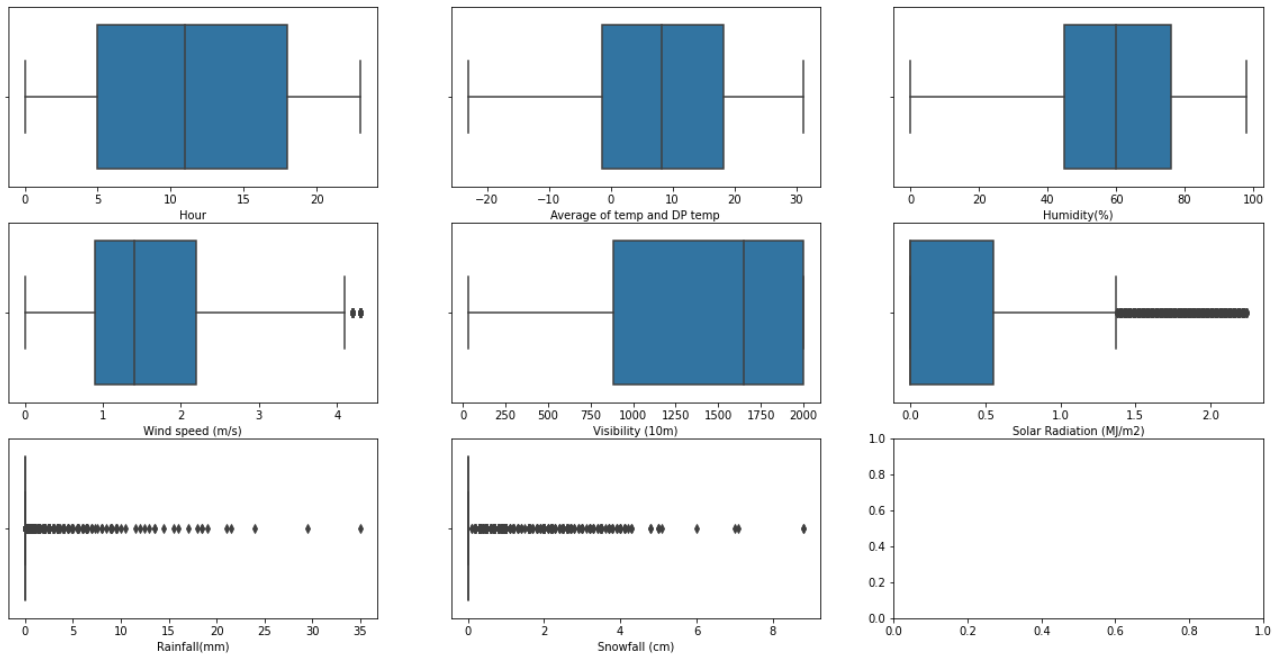 0 5 10 15 20
Hour
−20 −10 0 10 20 30
Average of temp and DP temp
0 20 40 60 80 100
Humidity(%)
0 1 2 3 4
Wind speed (m/s)
0 250 500 750 1000 1250 1500 1750 2000
Visibility (10m)
0.0 0.5 1.0 1.5 2.0
Solar Radiation (MJ/m2)
0 5 10 15 20 25 30 35
Rainfall(mm)
0 2 4 6 8
Snowfall (cm)
1.0
0.8
0.6
0.4
0.2
0.0
0.0 0.2 0.4 0.6 0.8 1.0